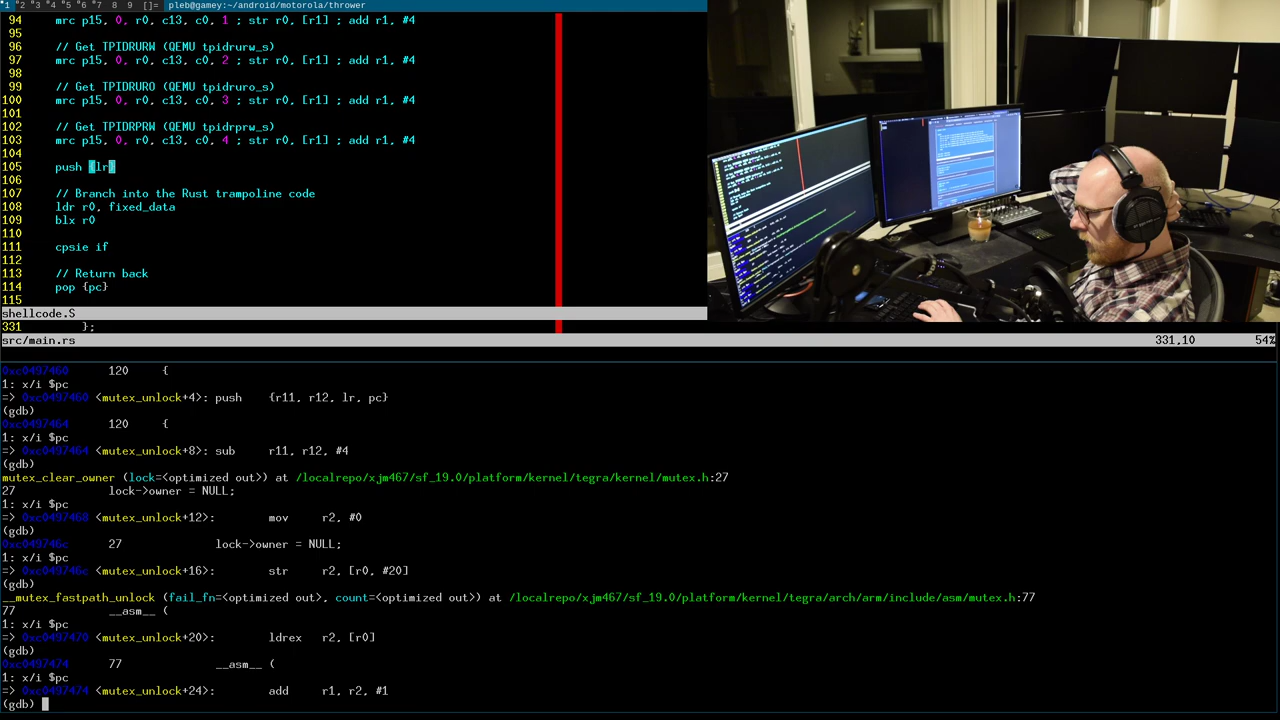 *1 *2 *3 *4 *5 *6 *7 8 9 []= pleb@gamey:~/android/motorola/thrower
94 mrc p15, 0, r0, c13, c0, 1 ; str r0, [r1] ; add r1, #4
95
96 // Get TPIDRURW (QEMU tpidrurw_s)
97 mrc p15, 0, r0, c13, c0, 2 ; str r0, [r1] ; add r1, #4
98
99 // Get TPIDRURO (QEMU tpidruro_s)
100 mrc p15, 0, r0, c13, c0, 3 ; str r0, [r1] ; add r1, #4
101
102 // Get TPIDRPRW (QEMU tpidrprw_s)
103 mrc p15, 0, r0, c13, c0, 4 ; str r0, [r1] ; add r1, #4
104
105 push {lr}
106
107 // Branch into the Rust trampoline code
108 ldr r0, fixed_data
109 blx r0
110
111 cpsie if
112
113 // Return back
114 pop {pc}
115
shellcode.S
331 };
src/main.rs 331,10 54%
0xc0497460 120 {
1: x/i $pc
=> 0xc0497460 <mutex_unlock+4>: push {r11, r12, lr, pc}
(gdb)
0xc0497464 120 {
1: x/i $pc
=> 0xc0497464 <mutex_unlock+8>: sub r11, r12, #4
(gdb)
mutex_clear_owner (lock=<optimized out>) at /localrepo/xjm467/sf_19.0/platform/kernel/tegra/kernel/mutex.h:27
27 lock->owner = NULL;
1: x/i $pc
=> 0xc0497468 <mutex_unlock+12>: mov r2, #0
(gdb)
0xc049746c 27 lock->owner = NULL;
1: x/i $pc
=> 0xc049746c <mutex_unlock+16>: str r2, [r0, #20]
(gdb)
__mutex_fastpath_unlock (fail_fn=<optimized out>, count=<optimized out>) at /localrepo/xjm467/sf_19.0/platform/kernel/tegra/arch/arm/include/asm/mutex.h:77
77 __asm__ (
1: x/i $pc
=> 0xc0497470 <mutex_unlock+20>: ldrex r2, [r0]
(gdb)
0xc0497474 77 __asm__ (
1: x/i $pc
=> 0xc0497474 <mutex_unlock+24>: add r1, r2, #1
(gdb)